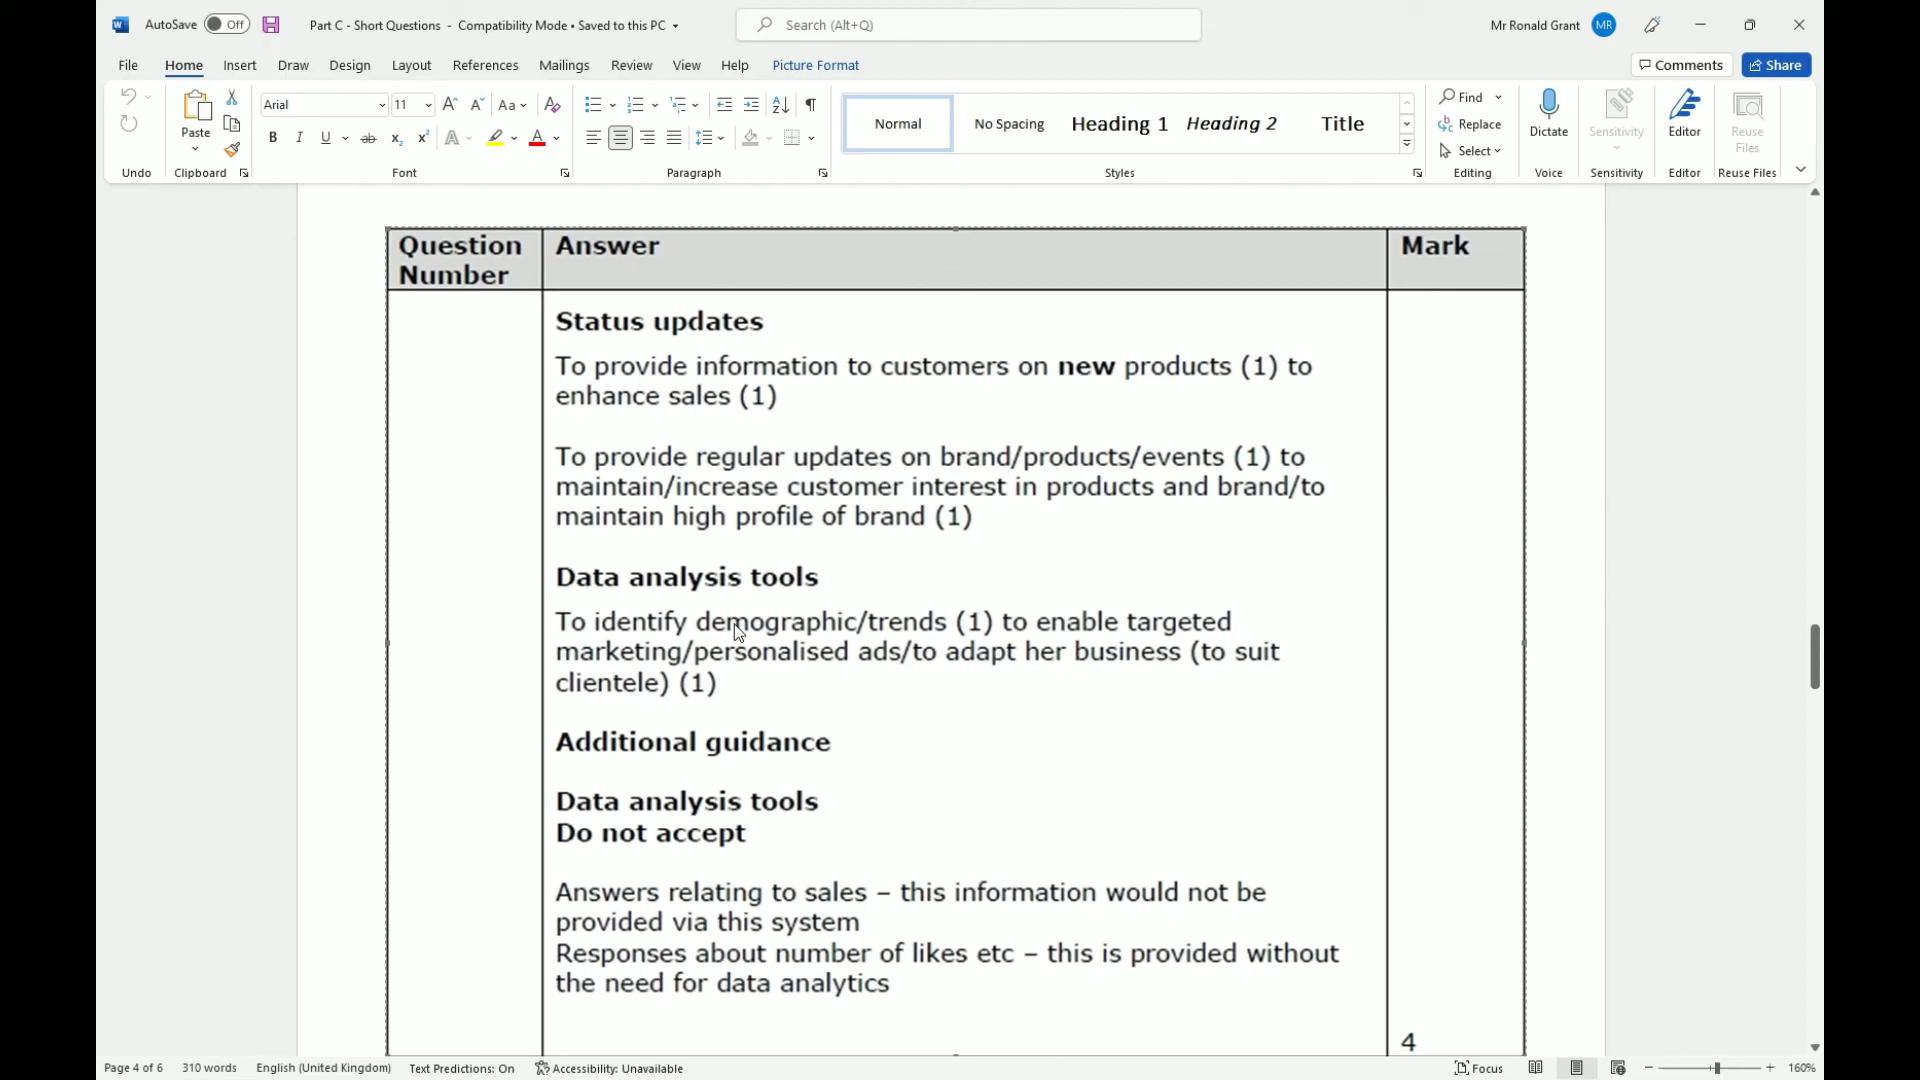 AutoSave Off Part C - Short Questions - Compatibility Mode • Saved to this PC Search (Alt+Q) Mr Ronald Grant MR
File Home Insert Draw Design Layout References Mailings Review View Help Picture Format Comments Share
Arial 11 Aa Normal No Spacing Heading 1 Heading 2 Title Find
Paste Replace Dictate Sensitivity Editor Reuse Files
B I U ab x₂ x² A A Select
Undo Clipboard Font Paragraph Styles Editing Voice Sensitivity Editor Reuse Files
Question Number Answer Mark
Status updates
To provide information to customers on new products (1) to
enhance sales (1)
To provide regular updates on brand/products/events (1) to
maintain/increase customer interest in products and brand/to
maintain high profile of brand (1)
Data analysis tools
To identify demographic/trends (1) to enable targeted
marketing/personalised ads/to adapt her business (to suit
clientele) (1)
Additional guidance
Data analysis tools
Do not accept
Answers relating to sales – this information would not be
provided via this system
Responses about number of likes etc – this is provided without
the need for data analytics
4
Page 4 of 6 310 words English (United Kingdom) Text Predictions: On Accessibility: Unavailable Focus 160%